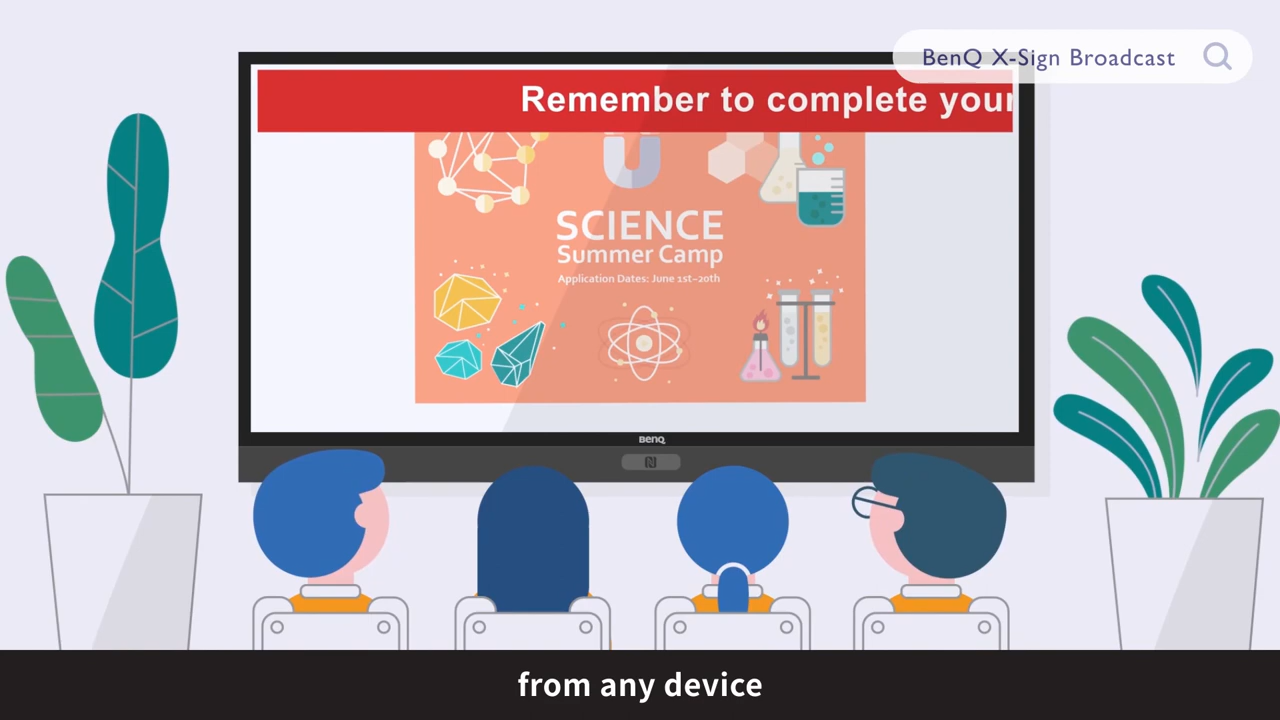 BenQ X-Sign Broadcast
Remember to complete your
SCIENCE
Summer Camp
Application Dates: June 1st-20th
BenQ
from any device